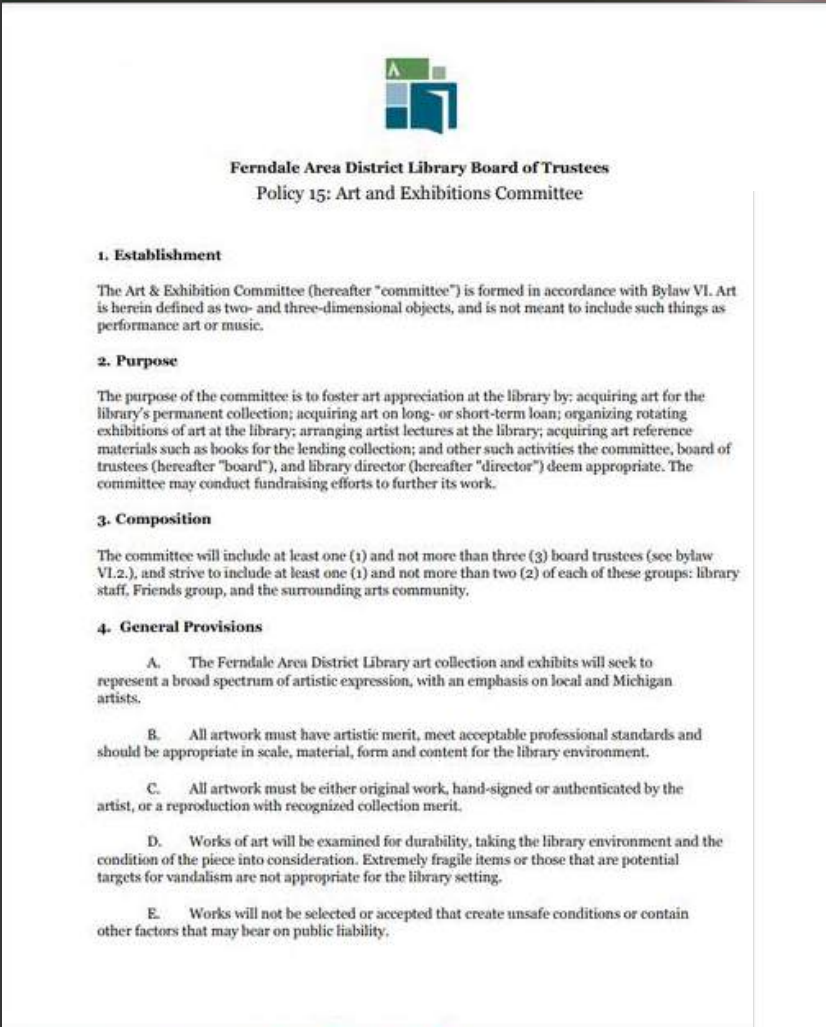 Ferndale Area District Library Board of Trustees
Policy 15: Art and Exhibitions Committee
1. Establishment
The Art & Exhibition Committee (hereafter "committee") is formed in accordance with Bylaw VI. Art
is herein defined as two- and three-dimensional objects, and is not meant to include such things as
performance art or music.
2. Purpose
The purpose of the committee is to foster art appreciation at the library by: acquiring art for the
library's permanent collection; acquiring art on long- or short-term loan; organizing rotating
exhibitions of art at the library; arranging artist lectures at the library; acquiring art reference
materials such as books for the lending collection; and other such activities the committee, board of
trustees (hereafter "board"), and library director (hereafter "director") deem appropriate. The
committee may conduct fundraising efforts to further its work.
3. Composition
The committee will include at least one (1) and not more than three (3) board trustees (see bylaw
VI.2.), and strive to include at least one (1) and not more than two (2) of each of these groups: library
staff, Friends group, and the surrounding arts community.
4. General Provisions
A. The Ferndale Area District Library art collection and exhibits will seek to
represent a broad spectrum of artistic expression, with an emphasis on local and Michigan
artists.
B. All artwork must have artistic merit, meet acceptable professional standards and
should be appropriate in scale, material, form and content for the library environment.
C. All artwork must be either original work, hand-signed or authenticated by the
artist, or a reproduction with recognized collection merit.
D. Works of art will be examined for durability, taking the library environment and the
condition of the piece into consideration. Extremely fragile items or those that are potential
targets for vandalism are not appropriate for the library setting.
E. Works will not be selected or accepted that create unsafe conditions or contain
other factors that may bear on public liability.